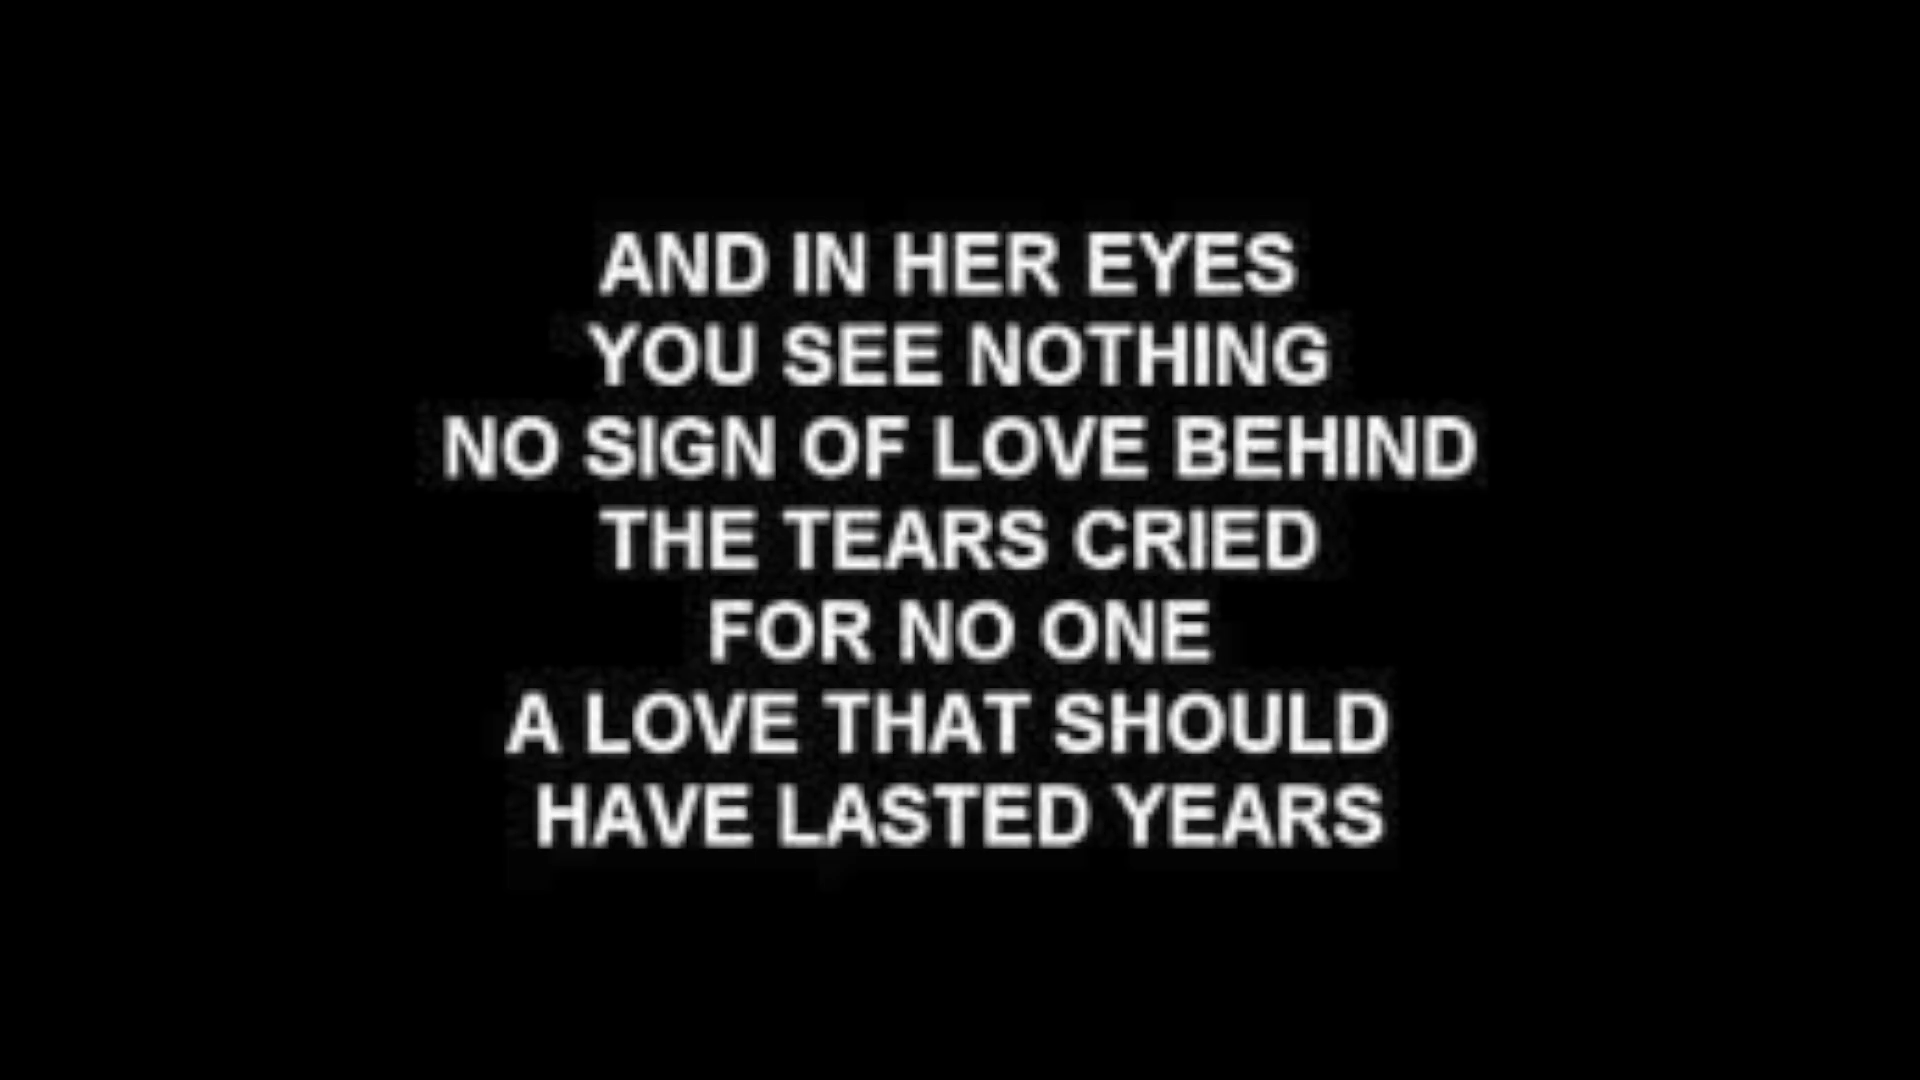 AND IN HER EYES
YOU SEE NOTHING
NO SIGN OF LOVE BEHIND
THE TEARS CRIED
FOR NO ONE
A LOVE THAT SHOULD
HAVE LASTED YEARS